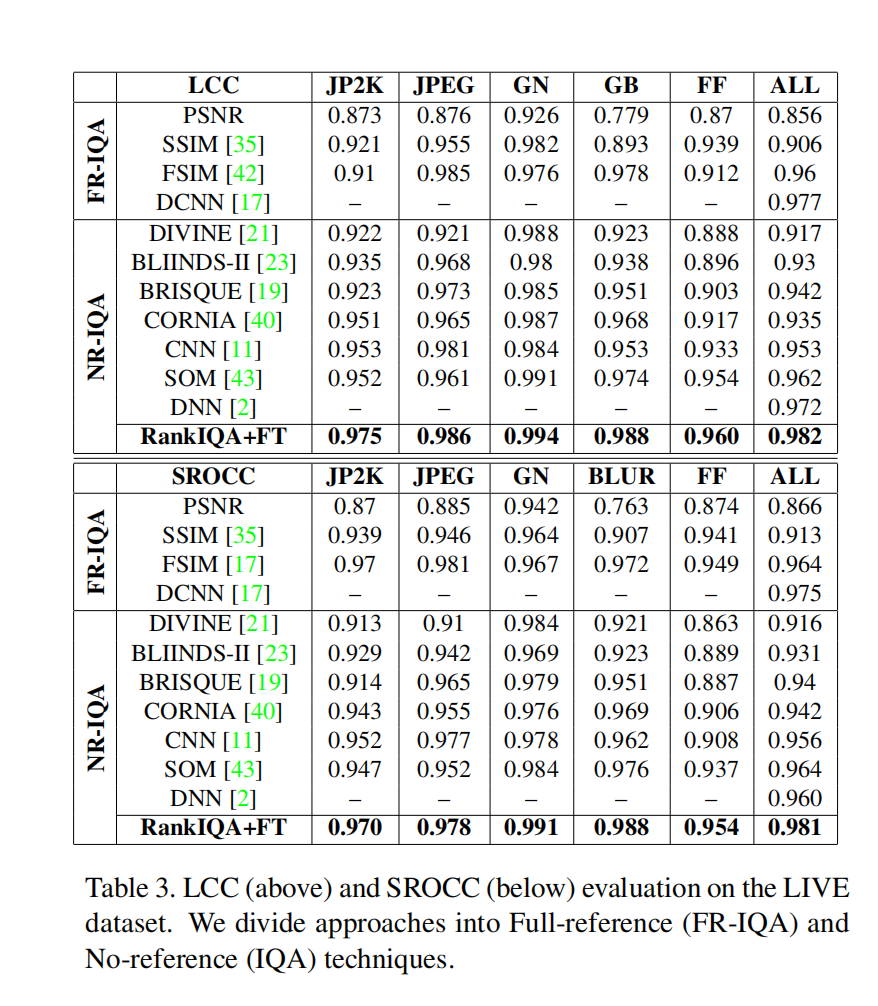 LCC JP2K JPEG GN GB FF ALL
FR-IQA
PSNR 0.873 0.876 0.926 0.779 0.87 0.856
SSIM [35] 0.921 0.955 0.982 0.893 0.939 0.906
FSIM [42] 0.91 0.985 0.976 0.978 0.912 0.96
DCNN [17] – – – – – 0.977
NR-IQA
DIVINE [21] 0.922 0.921 0.988 0.923 0.888 0.917
BLIINDS-II [23] 0.935 0.968 0.98 0.938 0.896 0.93
BRISQUE [19] 0.923 0.973 0.985 0.951 0.903 0.942
CORNIA [40] 0.951 0.965 0.987 0.968 0.917 0.935
CNN [11] 0.953 0.981 0.984 0.953 0.933 0.953
SOM [43] 0.952 0.961 0.991 0.974 0.954 0.962
DNN [2] – – – – – 0.972
RankIQA+FT 0.975 0.986 0.994 0.988 0.960 0.982
SROCC JP2K JPEG GN BLUR FF ALL
FR-IQA
PSNR 0.87 0.885 0.942 0.763 0.874 0.866
SSIM [35] 0.939 0.946 0.964 0.907 0.941 0.913
FSIM [17] 0.97 0.981 0.967 0.972 0.949 0.964
DCNN [17] – – – – – 0.975
NR-IQA
DIVINE [21] 0.913 0.91 0.984 0.921 0.863 0.916
BLIINDS-II [23] 0.929 0.942 0.969 0.923 0.889 0.931
BRISQUE [19] 0.914 0.965 0.979 0.951 0.887 0.94
CORNIA [40] 0.943 0.955 0.976 0.969 0.906 0.942
CNN [11] 0.952 0.977 0.978 0.962 0.908 0.956
SOM [43] 0.947 0.952 0.984 0.976 0.937 0.964
DNN [2] – – – – – 0.960
RankIQA+FT 0.970 0.978 0.991 0.988 0.954 0.981
Table 3. LCC (above) and SROCC (below) evaluation on the LIVE
dataset. We divide approaches into Full-reference (FR-IQA) and
No-reference (IQA) techniques.